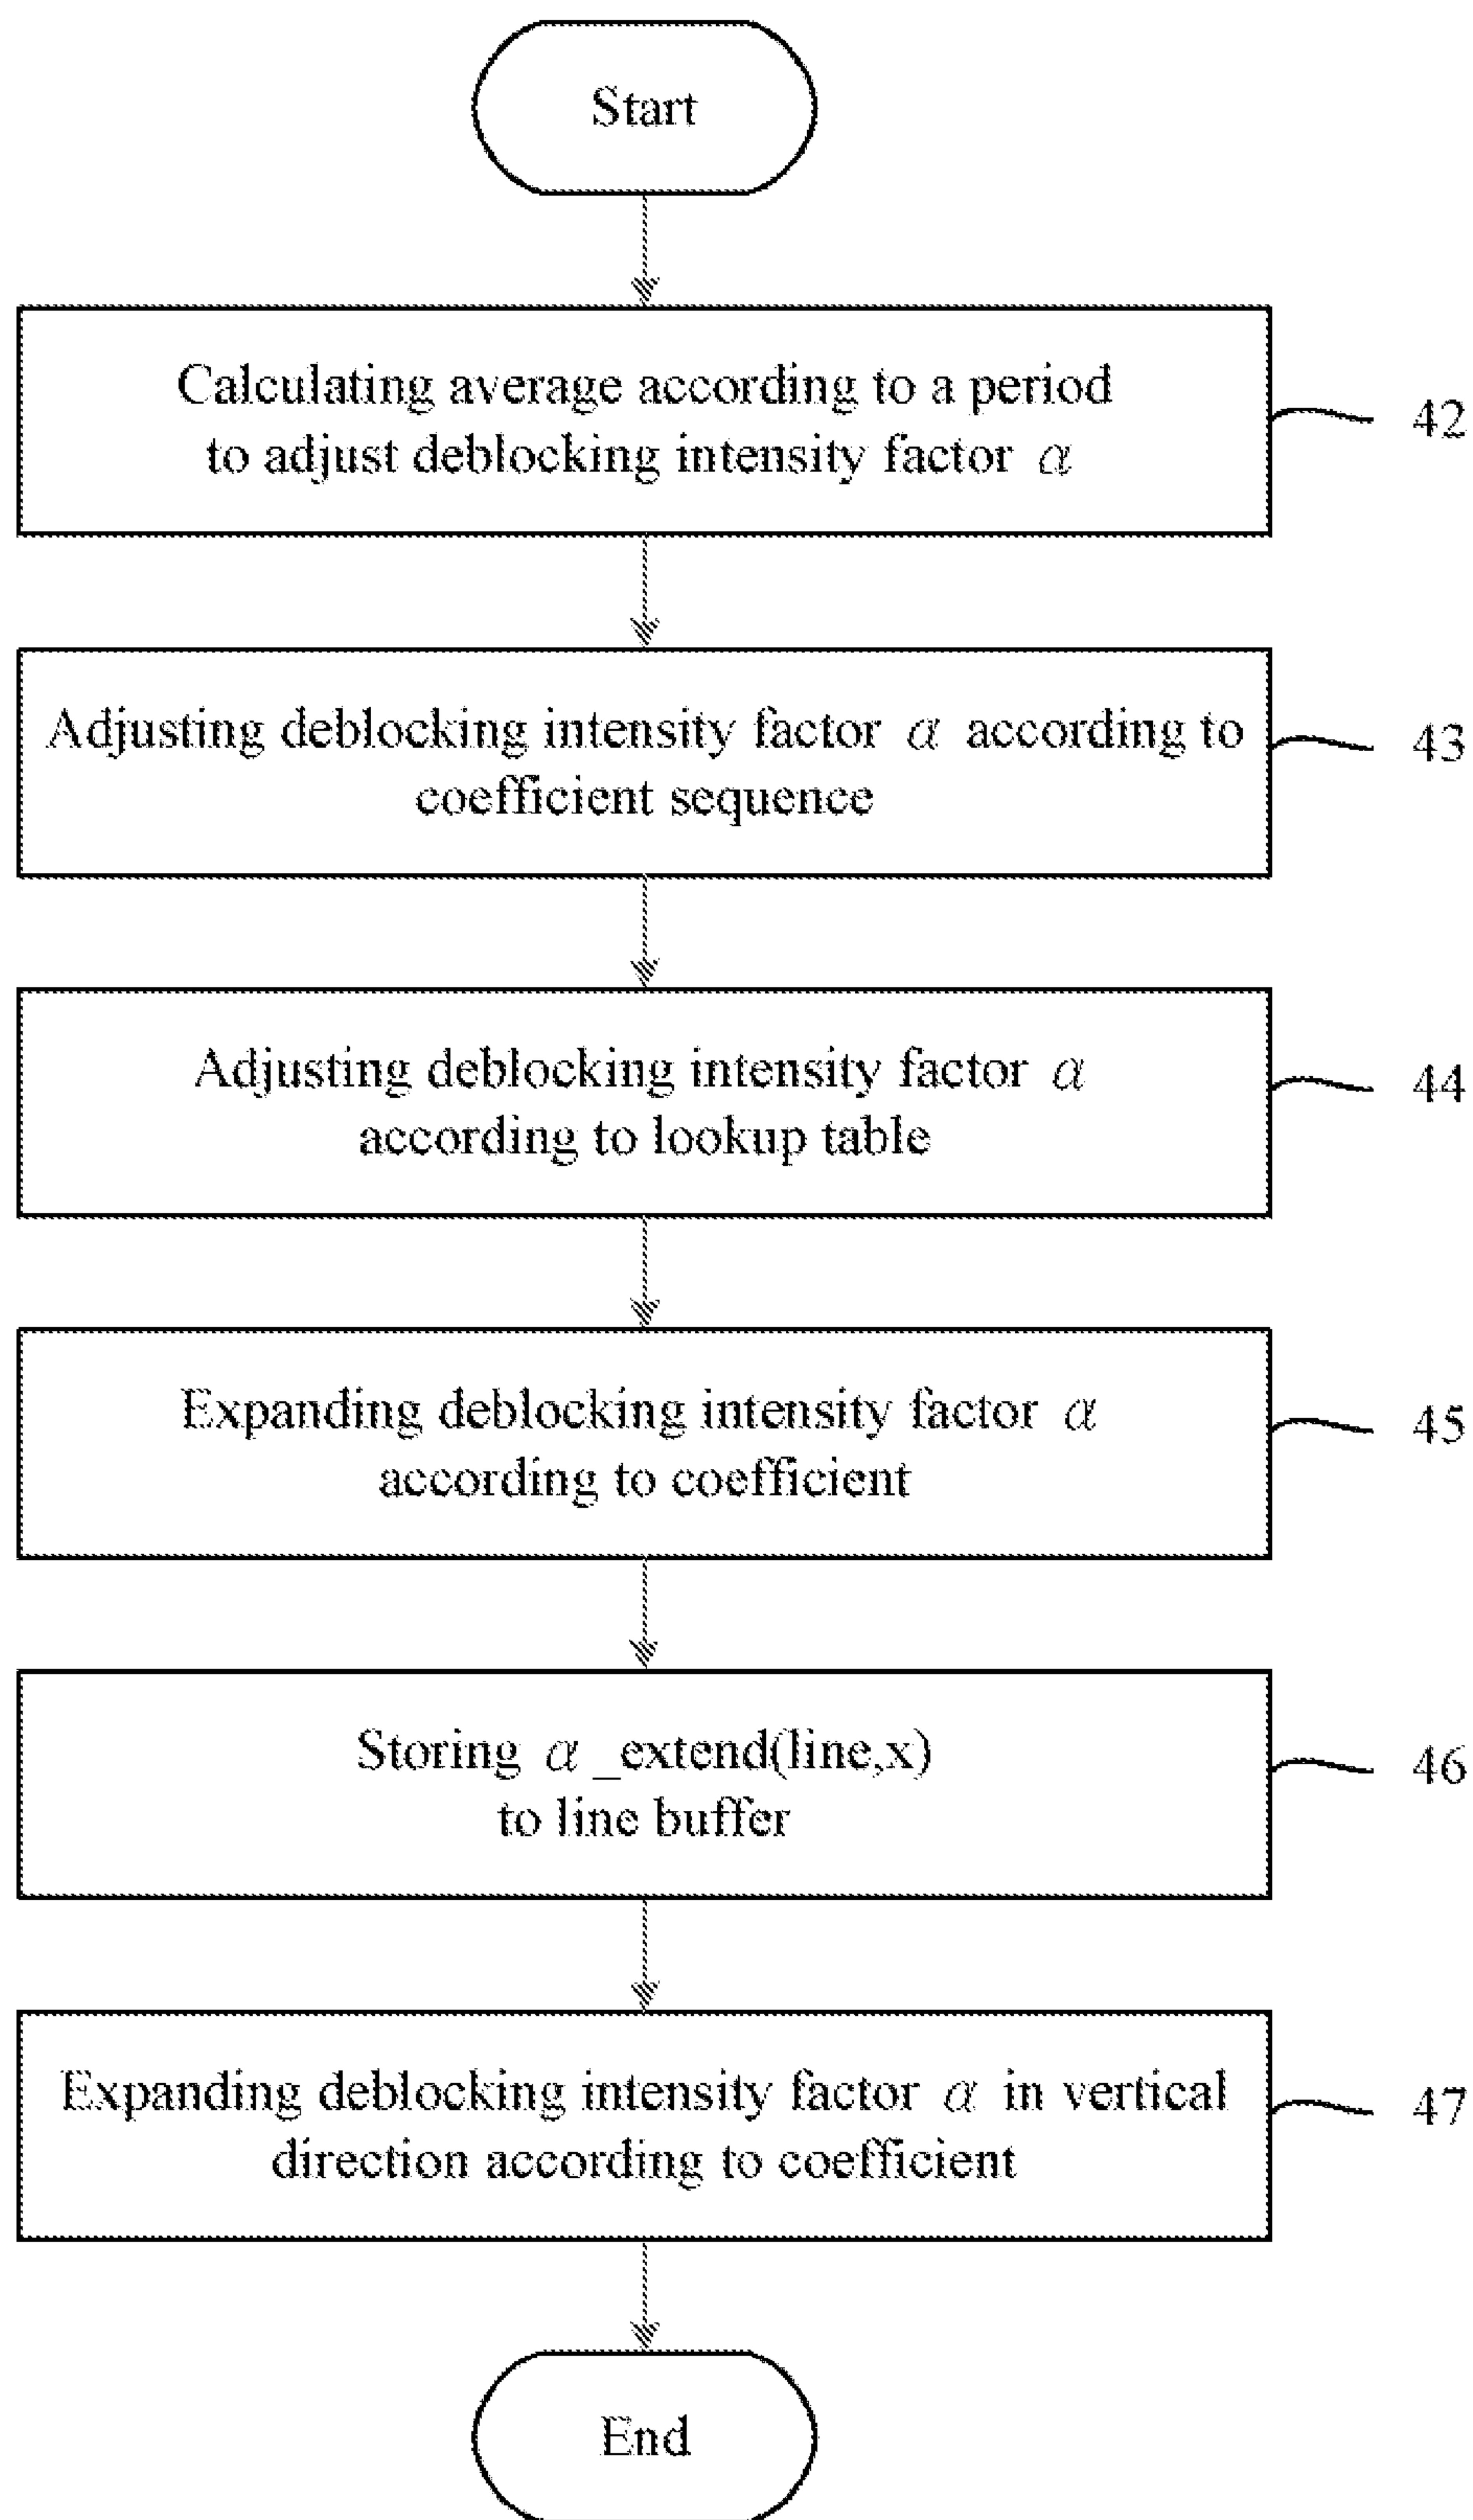 Start
Calculating average according to a period
to adjust deblocking intensity factor α
42
Adjusting deblocking intensity factor α according to
coefficient sequence
43
Adjusting deblocking intensity factor α
according to lookup table
44
Expanding deblocking intensity factor α
according to coefficient
45
Storing α_extend(line,x)
to line buffer
46
Expanding deblocking intensity factor α in vertical
direction according to coefficient
47
End